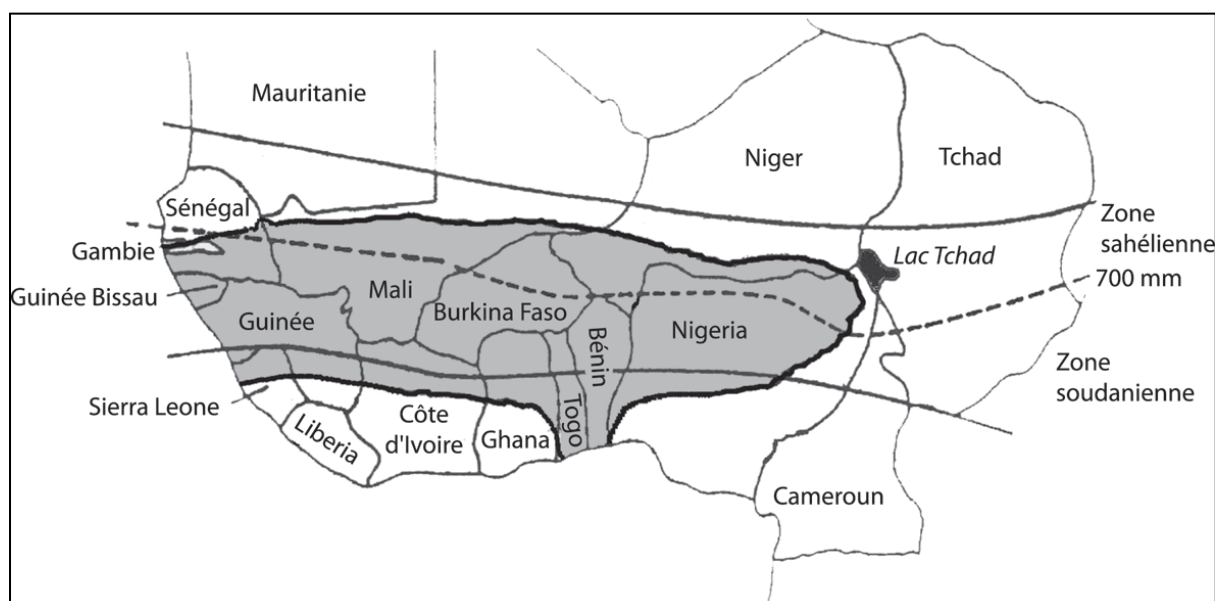 Mauritanie
Niger
Tchad
Sénégal
Zone
sahélienne
Gambie
Lac Tchad
700 mm
Guinée Bissau
Mali
Burkina Faso
Guinée
Bénin
Nigeria
Zone
soudanienne
Sierra Leone
Liberia
Côte
d'Ivoire
Ghana
Togo
Cameroun